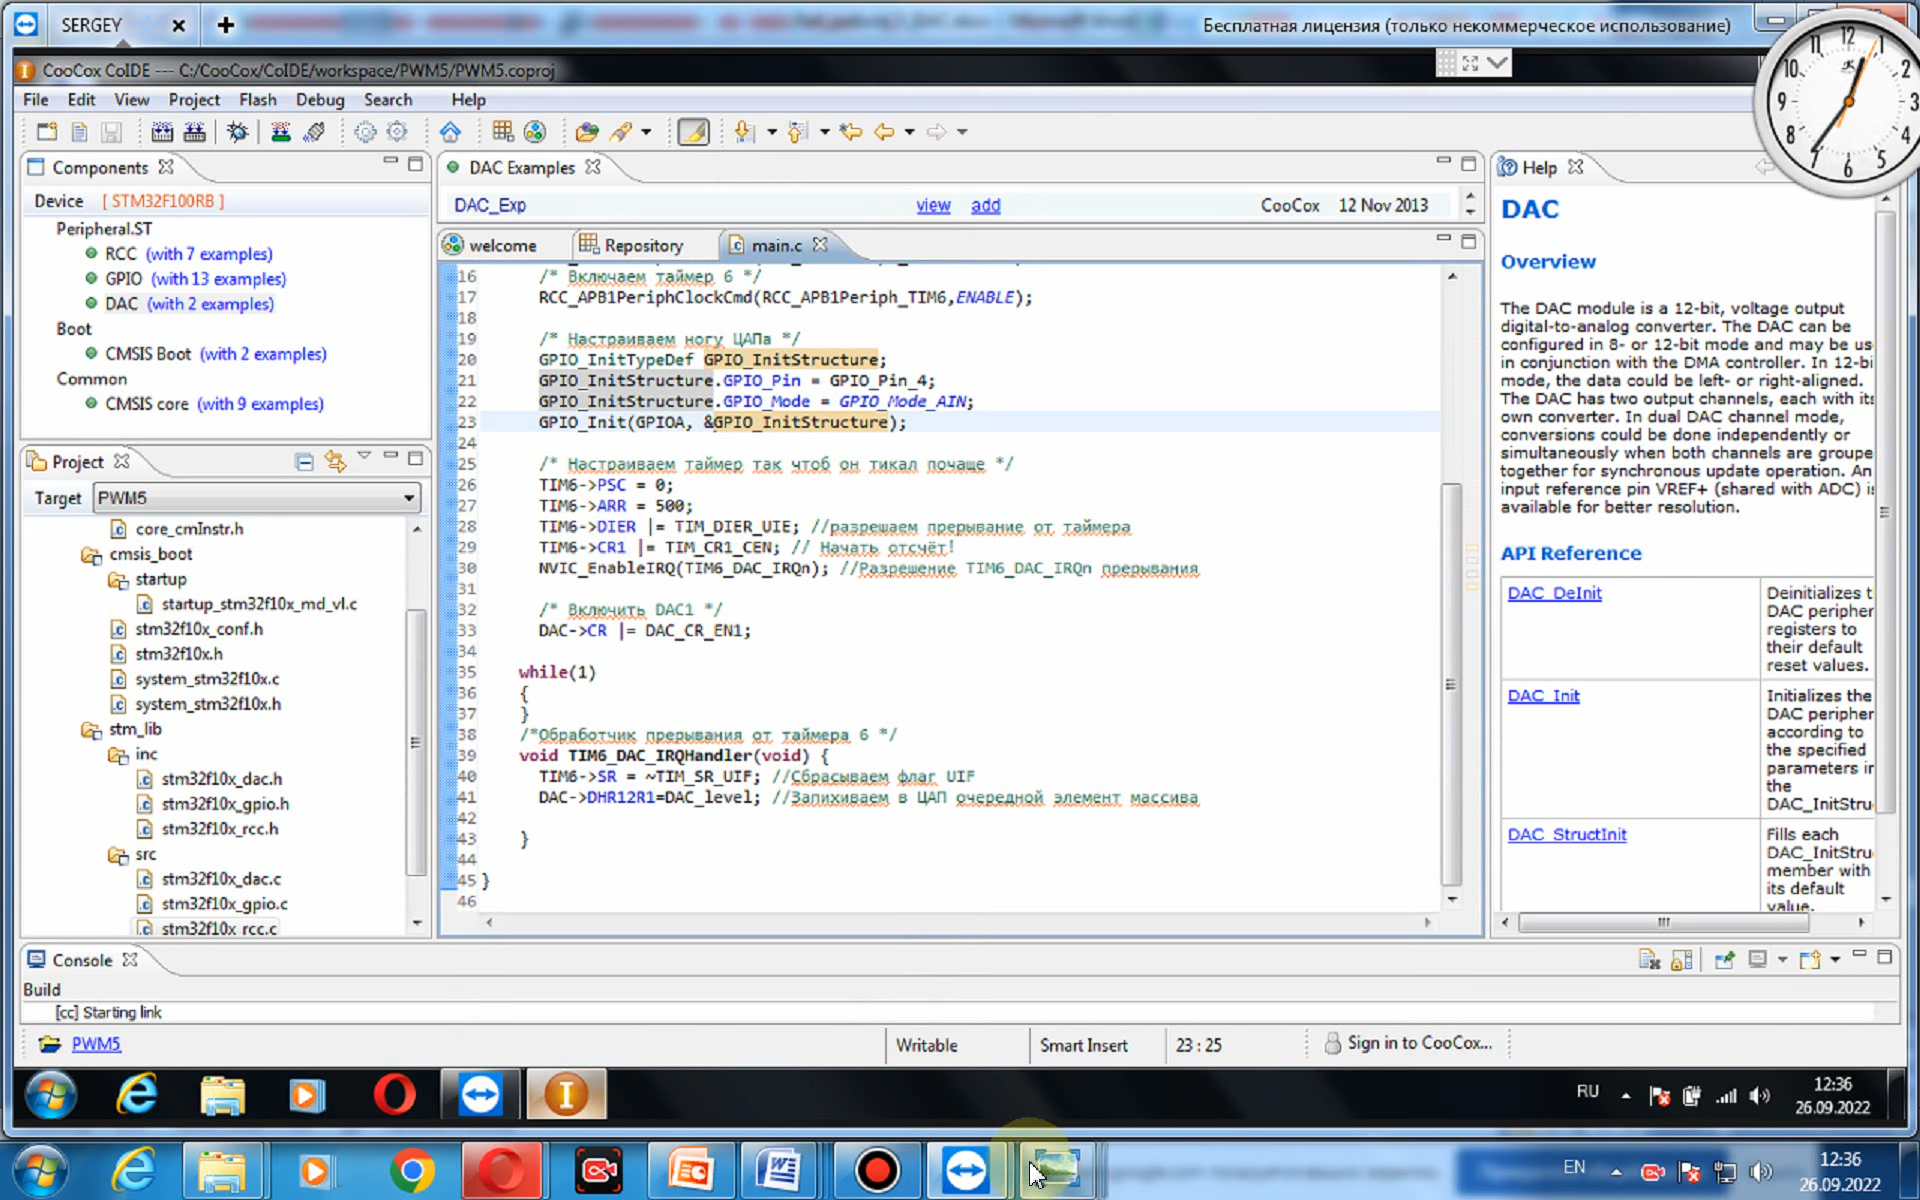 SERGEY
Бесплатная лицензия (только некоммерческое использование)
CooCox CoIDE --- C:/CooCox/CoIDE/workspace/PWM5/PWM5.coproj
File Edit View Project Flash Debug Search Help
Components
Device [ STM32F100RB ]
Peripheral.ST
RCC (with 7 examples)
GPIO (with 13 examples)
DAC (with 2 examples)
Boot
CMSIS Boot (with 2 examples)
Common
CMSIS core (with 9 examples)
Project
Target PWM5
core_cmInstr.h
cmsis_boot
startup
startup_stm32f10x_md_vl.c
stm32f10x_conf.h
stm32f10x.h
system_stm32f10x.c
system_stm32f10x.h
stm_lib
inc
stm32f10x_dac.h
stm32f10x_gpio.h
stm32f10x_rcc.h
src
stm32f10x_dac.c
stm32f10x_gpio.c
stm32f10x_rcc.c
DAC Examples
DAC_Exp view add CooCox 12 Nov 2013
welcome Repository main.c
16 /* Включаем таймер 6 */
17 RCC_APB1PeriphClockCmd(RCC_APB1Periph_TIM6,ENABLE);
18
19 /* Настраиваем ногу ЦАПа */
20 GPIO_InitTypeDef GPIO_InitStructure;
21 GPIO_InitStructure.GPIO_Pin = GPIO_Pin_4;
22 GPIO_InitStructure.GPIO_Mode = GPIO_Mode_AIN;
23 GPIO_Init(GPIOA, &GPIO_InitStructure);
24
25 /* Настраиваем таймер так чтоб он тикал почаще */
26 TIM6->PSC = 0;
27 TIM6->ARR = 500;
28 TIM6->DIER |= TIM_DIER_UIE; //разрешаем прерывание от таймера
29 TIM6->CR1 |= TIM_CR1_CEN; // Начать отсчёт!
30 NVIC_EnableIRQ(TIM6_DAC_IRQn); //Разрешение TIM6_DAC_IRQn прерывания
31
32 /* Включить DAC1 */
33 DAC->CR |= DAC_CR_EN1;
34
35 while(1)
36 {
37 }
38 /*Обработчик прерывания от таймера 6 */
39 void TIM6_DAC_IRQHandler(void) {
40 TIM6->SR = ~TIM_SR_UIF; //Сбрасываем флаг UIF
41 DAC->DHR12R1=DAC_level; //Запихиваем в ЦАП очередной элемент массива
42
43 }
44
45 }
46
Help
DAC
Overview
The DAC module is a 12-bit, voltage output
digital-to-analog converter. The DAC can be
configured in 8- or 12-bit mode and may be us
in conjunction with the DMA controller. In 12-bi
mode, the data could be left- or right-aligned.
The DAC has two output channels, each with its
own converter. In dual DAC channel mode,
conversions could be done independently or
simultaneously when both channels are groupe
together for synchronous update operation. An
input reference pin VREF+ (shared with ADC) is
available for better resolution.
API Reference
DAC_DeInit
Deinitializes t
DAC peripher
registers to
their default
reset values.
DAC_Init
Initializes the
DAC peripher
according to
the specified
parameters in
the
DAC_InitStru
DAC_StructInit
Fills each
DAC_InitStru
member with
its default
value.
Console
Build
[cc] Starting link
PWM5 Writable Smart Insert 23 : 25 Sign in to CooCox...
RU 12:36
26.09.2022
EN 12:36
26.09.2022
12 1 2 3 4 5 6 7 8 9 10 11